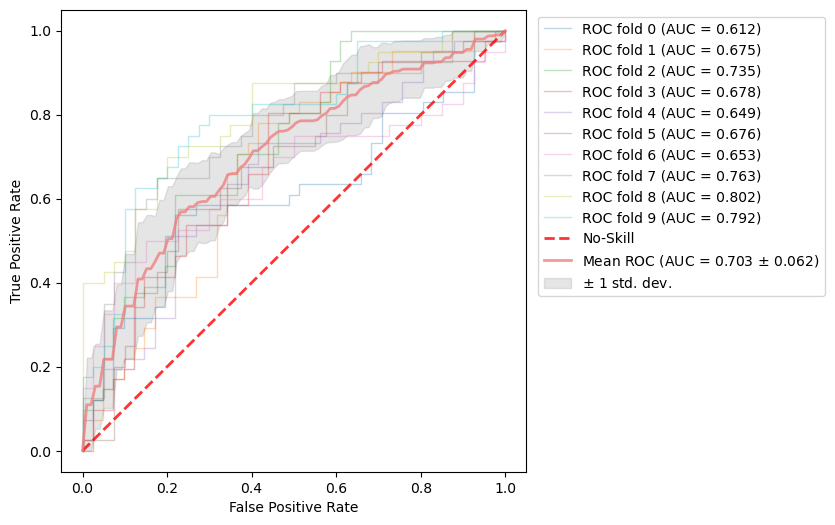 1.0
0.8
0.6
0.4
0.2
0.0
True Positive Rate
0.0 0.2 0.4 0.6 0.8 1.0
False Positive Rate
ROC fold 0 (AUC = 0.612)
ROC fold 1 (AUC = 0.675)
ROC fold 2 (AUC = 0.735)
ROC fold 3 (AUC = 0.678)
ROC fold 4 (AUC = 0.649)
ROC fold 5 (AUC = 0.676)
ROC fold 6 (AUC = 0.653)
ROC fold 7 (AUC = 0.763)
ROC fold 8 (AUC = 0.802)
ROC fold 9 (AUC = 0.792)
No-Skill
Mean ROC (AUC = 0.703 ± 0.062)
± 1 std. dev.